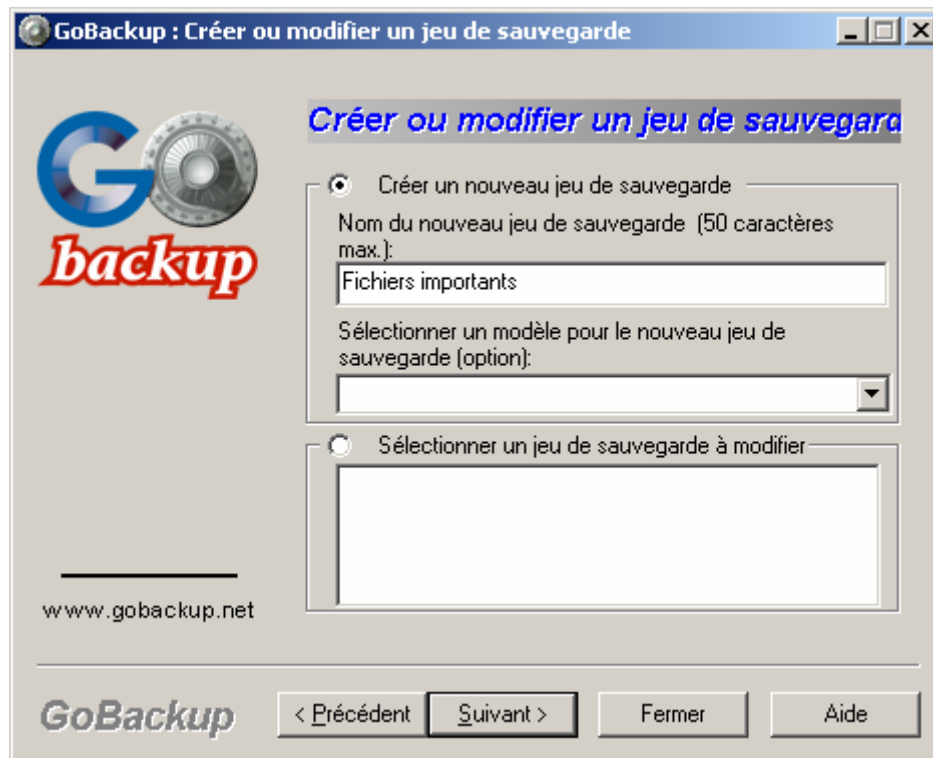 GoBackup : Créer ou modifier un jeu de sauvegarde
GO
backup
Créer ou modifier un jeu de sauvegard
Créer un nouveau jeu de sauvegarde
Nom du nouveau jeu de sauvegarde (50 caractères
max.):
Fichiers importants
Sélectionner un modèle pour le nouveau jeu de
sauvegarde (option):
Sélectionner un jeu de sauvegarde à modifier
www.gobackup.net
GoBackup
< Précédent
Suivant >
Fermer
Aide